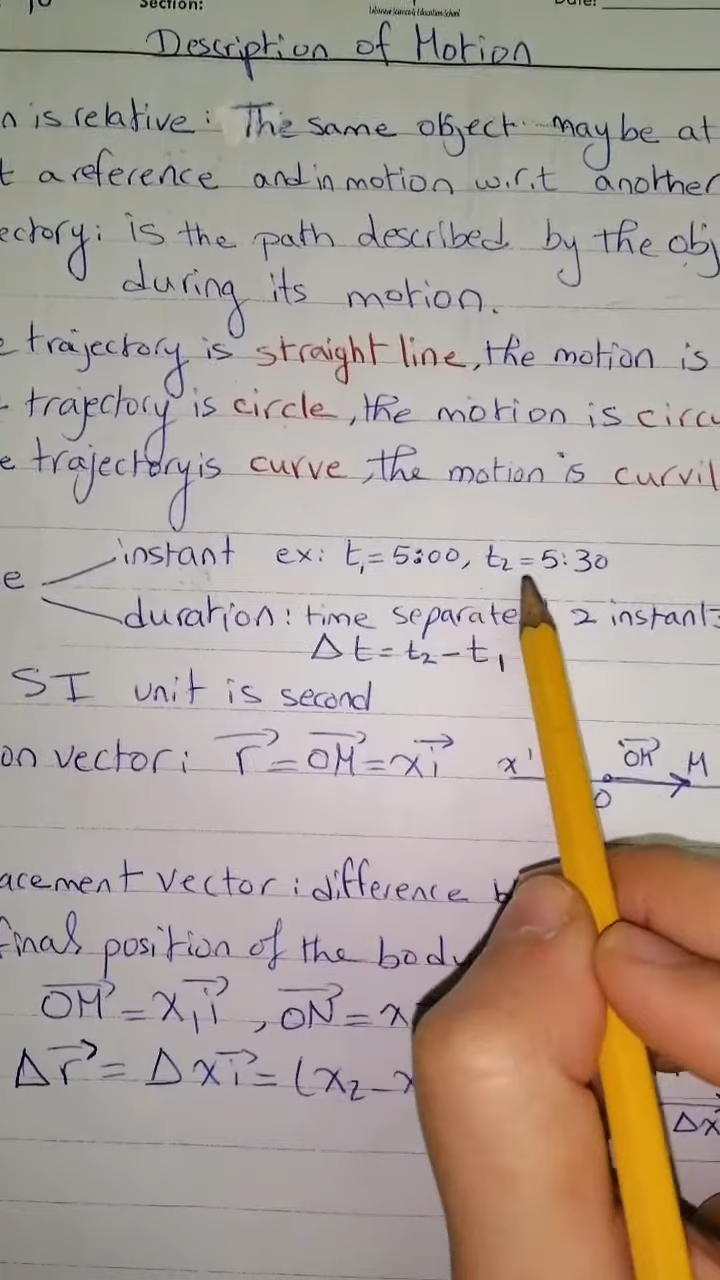 Section:
Description of Motion
n is relative: The same object may be at
t a reference and in motion w.r.t another
ectory: is the path described by the obj
during its motion.
e trajectory is straight line, the motion is
trajectory is circle, the motion is circu
e trajectory is curve, the motion is curvil
e
instant ex: t₁= 5:00, t₂=5:30
duration: time separate 2 instants
Δt= t₂-t₁
SI unit is second
on vector: r⃗ = OM⃗ = xi⃗ x' O OM⃗ M
acement vector: difference b
final position of the body
OM⃗ = x₁i⃗, ON⃗ = x
Δr⃗ = Δxi⃗ = (x₂-x
Δx